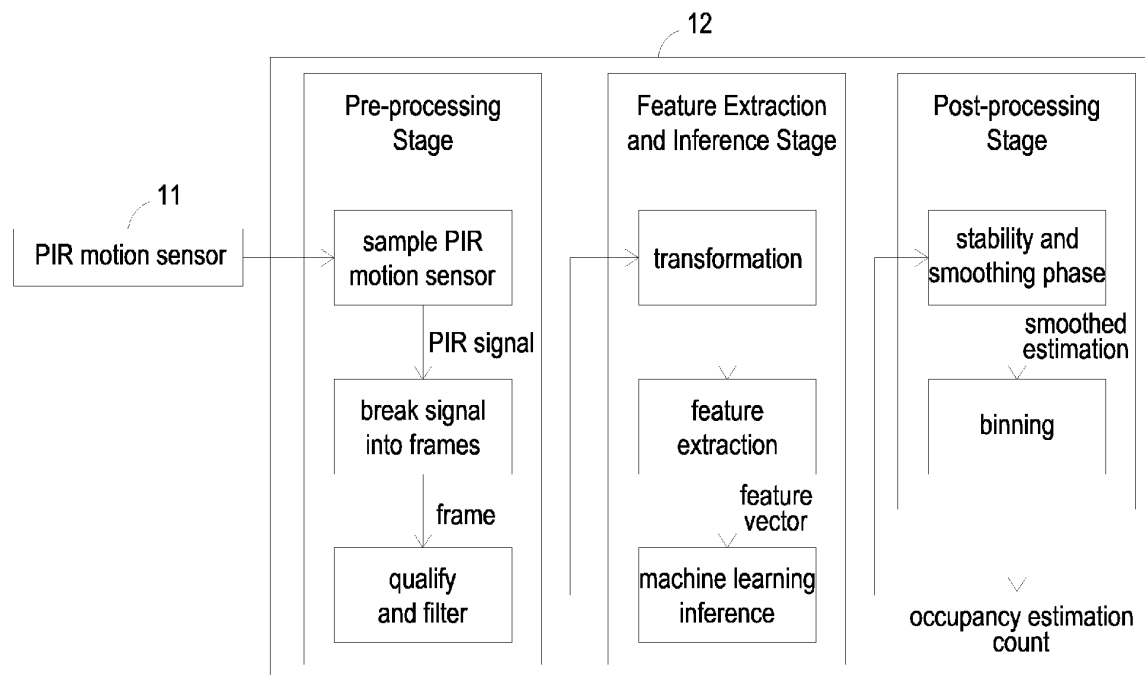 12
Pre-processing
Stage
Feature Extraction
and Inference Stage
Post-processing
Stage
11
PIR motion sensor
sample PIR
motion sensor
transformation
stability and
smoothing phase
PIR signal
smoothed
estimation
break signal
into frames
feature
extraction
binning
frame
feature
vector
qualify
and filter
machine learning
inference
occupancy estimation
count